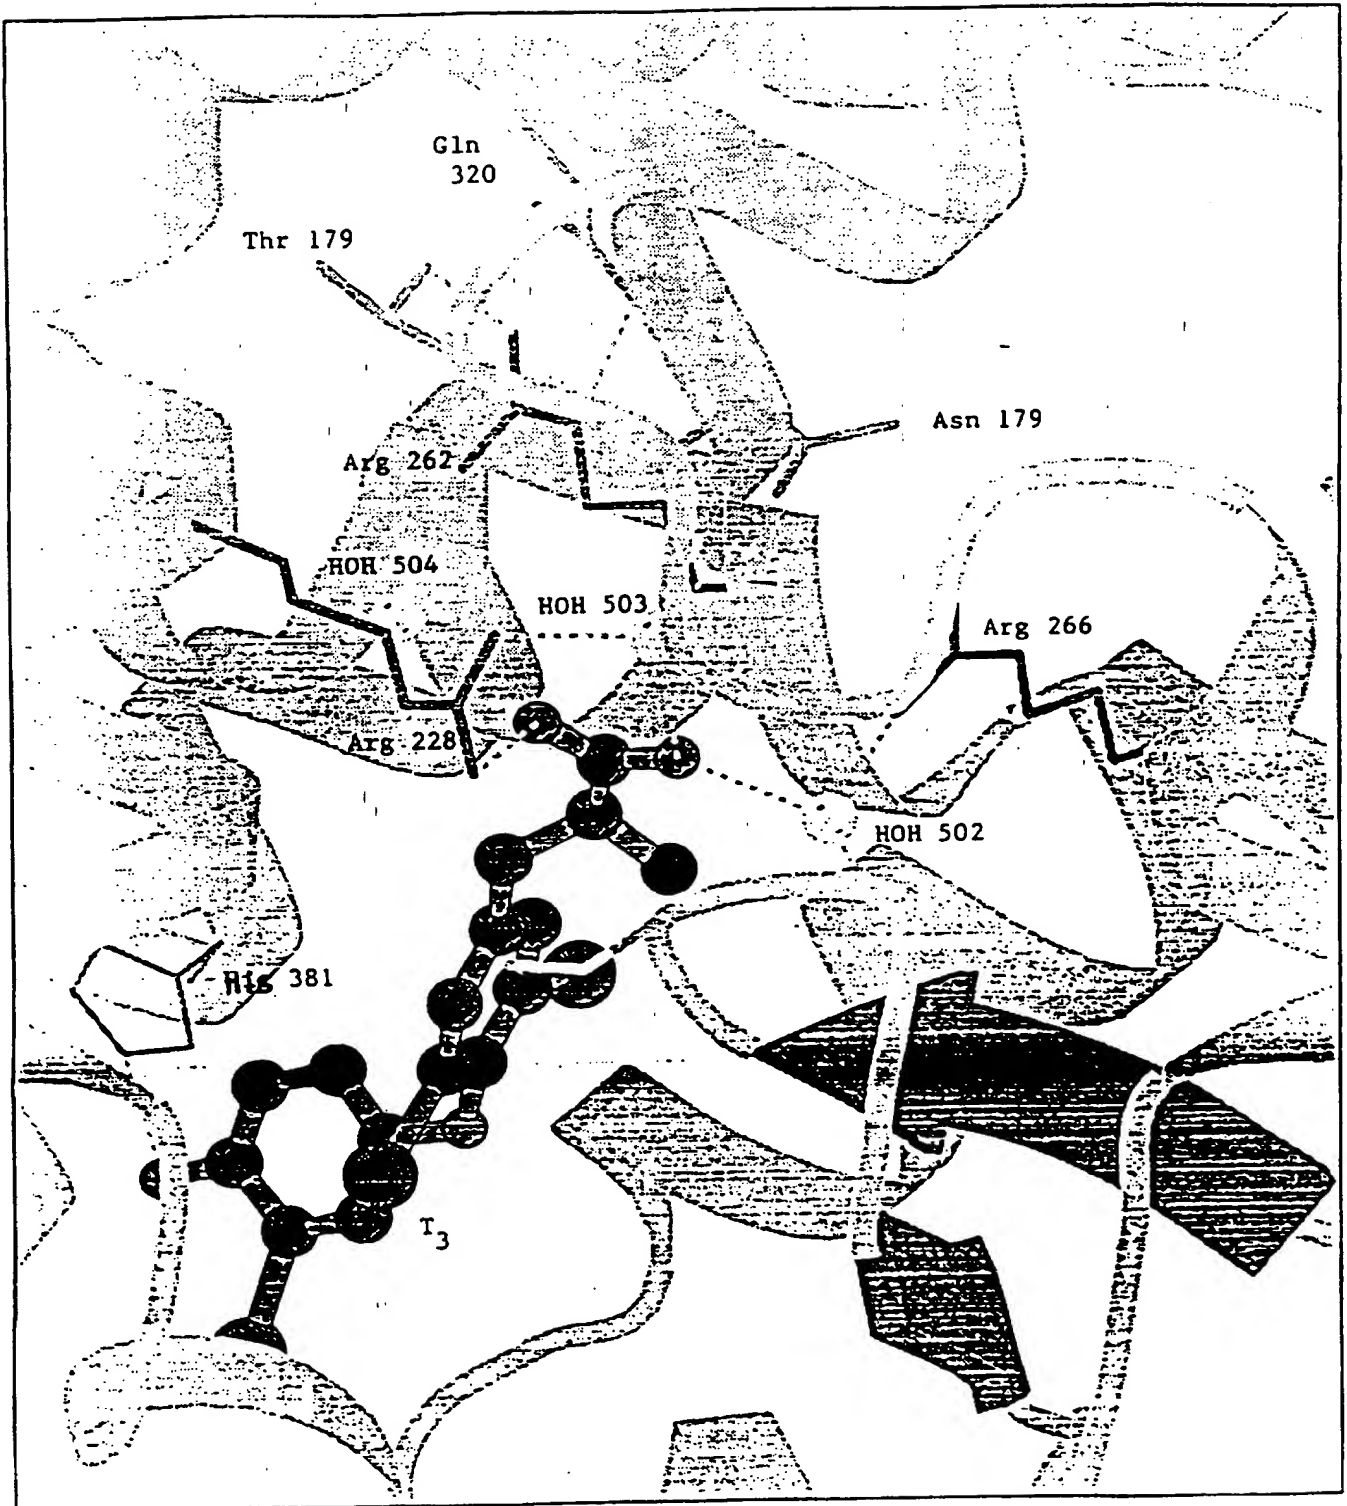 Gln
320
Thr 179
Asn 179
Arg 262
HOH 504
HOH 503
Arg 266
Arg 228
HOH 502
His 381
T3